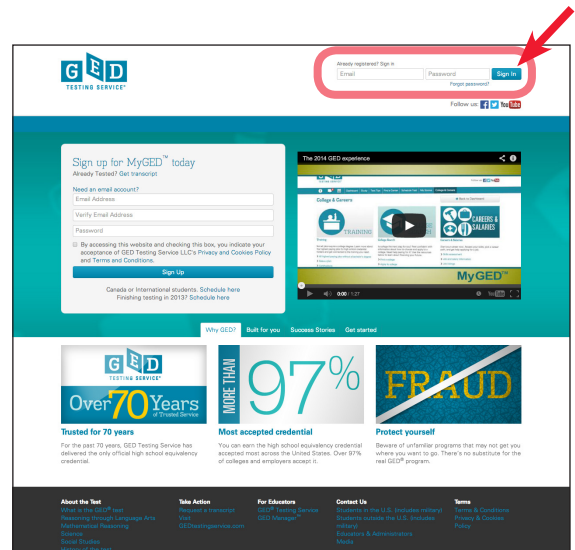 GED
TESTING SERVICE®
Already registered? Sign in
Email
Password
Sign In
Forgot password?
Follow us:
You Tube
Sign up for MyGED™ today
Already Tested? Get transcript
Need an email account?
Email Address
Verify Email Address
Password
By accessing this website and checking this box, you indicate your
acceptance of GED Testing Service LLC's Privacy and Cookies Policy
and Terms and Conditions.
Sign Up
Canada or International students. Schedule here
Finishing testing in 2013? Schedule here
The 2014 GED experience
College & Careers
TRAINING
CAREERS &
SALARIES
MyGED™
0:00 / 1:27
YouTube
Why GED?
Built for you
Success Stories
Get started
GED
TESTING SERVICE®
Over 70 Years
of Trusted Service
MORE THAN
97%
FRAUD
Trusted for 70 years
For the past 70 years, GED Testing Service has
delivered the only official high school equivalency
credential.
Most accepted credential
You can earn the high school equivalency credential
accepted most across the United States. Over 97%
of colleges and employers accept it.
Protect yourself
Beware of unfamiliar programs that may not get you
where you want to go. There's no substitute for the
real GED® program.
About the Test
What is the GED® test
Reasoning through Language Arts
Mathematical Reasoning
Science
Social Studies
Take Action
Request a transcript
Visit
GEDtestingservice.com
For Educators
GED® Testing Service
GED Manager™
Contact Us
Students in the U.S. (includes military)
Students outside the U.S. (includes
military)
Educators & Administrators
Media
Terms
Terms & Conditions
Privacy & Cookies
Policy